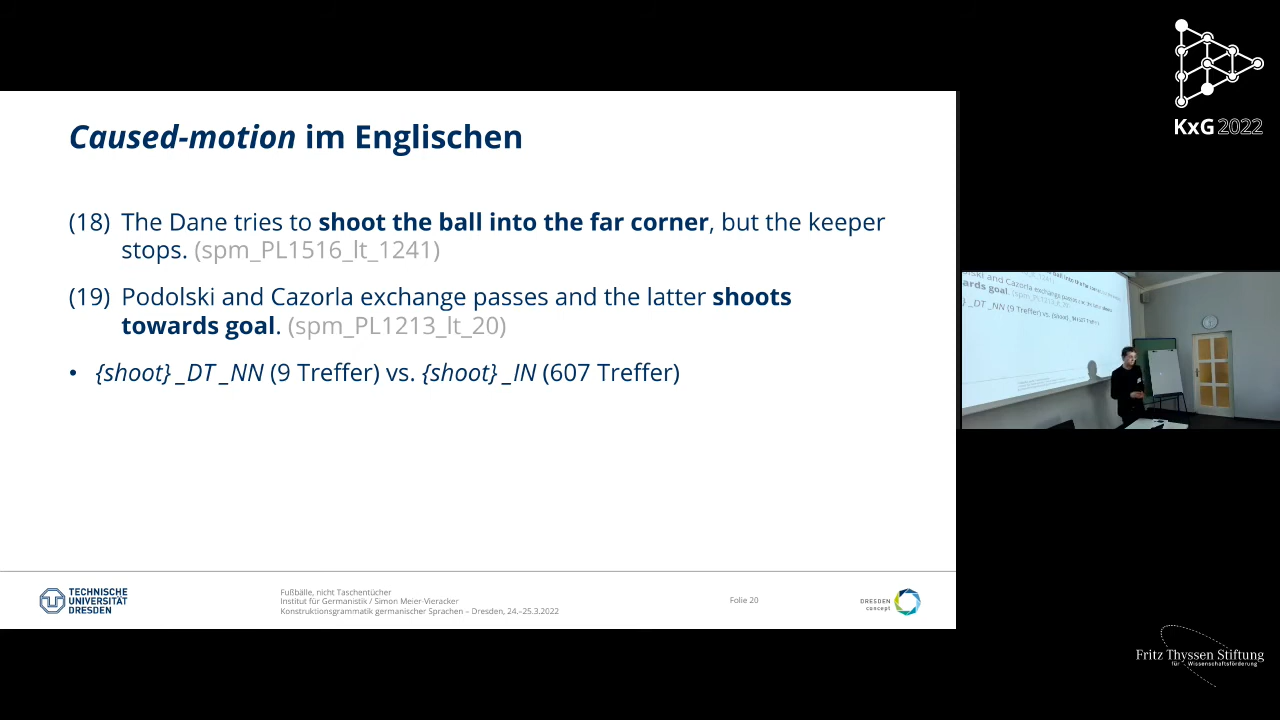 Caused-motion im Englischen
(18) The Dane tries to shoot the ball into the far corner, but the keeper
stops. (spm_PL1516_lt_1241)
(19) Podolski and Cazorla exchange passes and the latter shoots
towards goal. (spm_PL1213_lt_20)
• {shoot} _DT _NN (9 Treffer) vs. {shoot} _IN (607 Treffer)
TECHNISCHE
UNIVERSITÄT
DRESDEN
Fußbälle, nicht Taschentücher
Institut für Germanistik / Simon Meier-Vieracker
Konstruktionsgrammatik germanischer Sprachen – Dresden, 24.–25.3.2022
Folie 20
DRESDEN
concept
KxG 2022
Fritz Thyssen Stiftung
für Wissenschaftsförderung